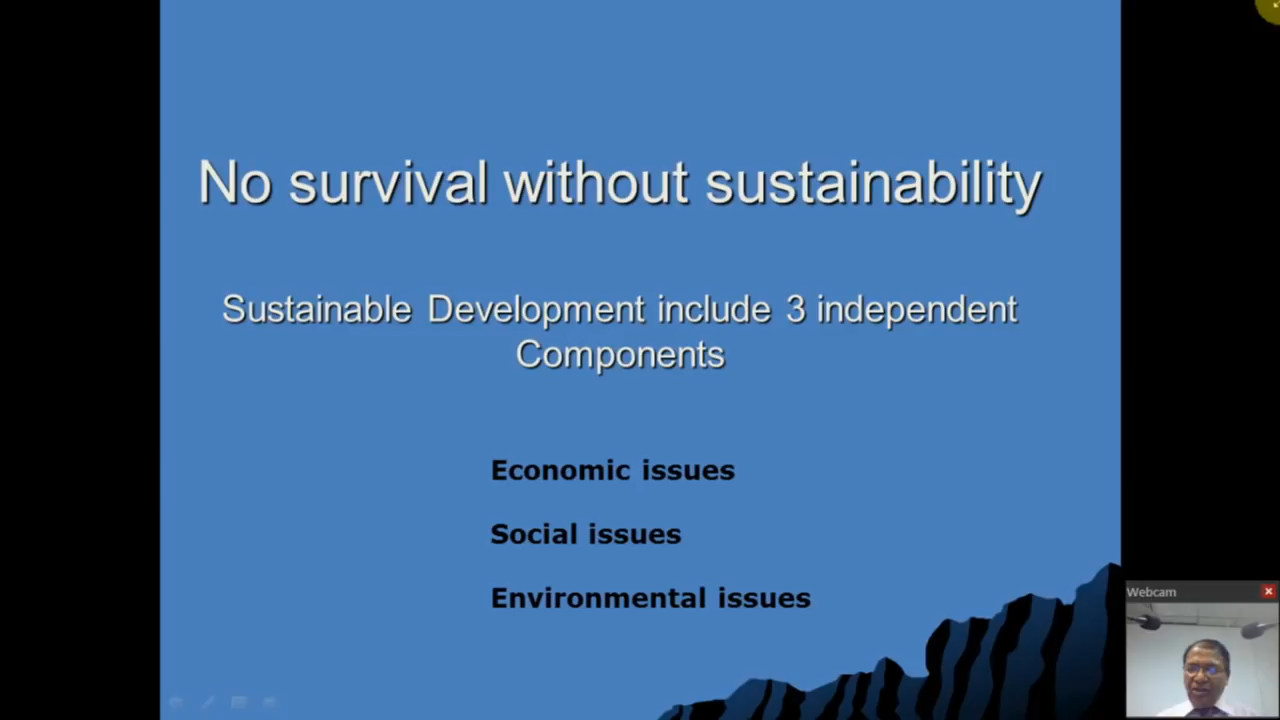 No survival without sustainability
Sustainable Development include 3 independent
Components
Economic issues
Social issues
Environmental issues
Webcam